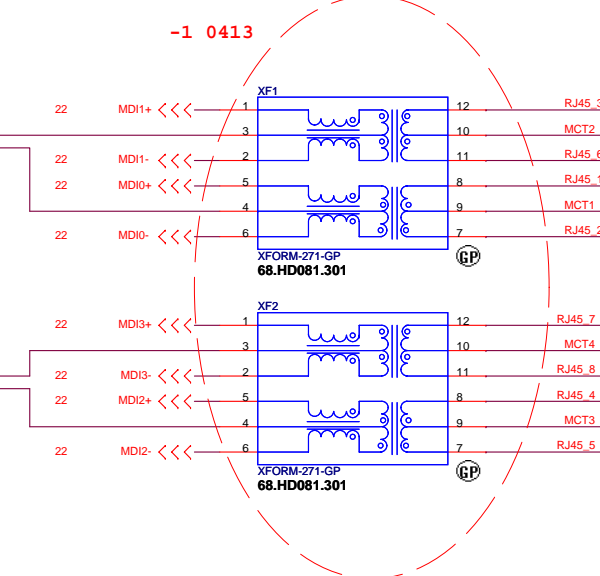 -1 0413
XF1
22 MDI1+ 1 12 RJ45_3
3 10 MCT2
22 MDI1- 2 11 RJ45_6
22 MDI0+ 5 8 RJ45_1
4 9 MCT1
22 MDI0- 6 7 RJ45_2
XFORM-271-GP GP
68.HD081.301
XF2
22 MDI3+ 1 12 RJ45_7
3 10 MCT4
22 MDI3- 2 11 RJ45_8
22 MDI2+ 5 8 RJ45_4
4 9 MCT3
22 MDI2- 6 7 RJ45_5
XFORM-271-GP GP
68.HD081.301